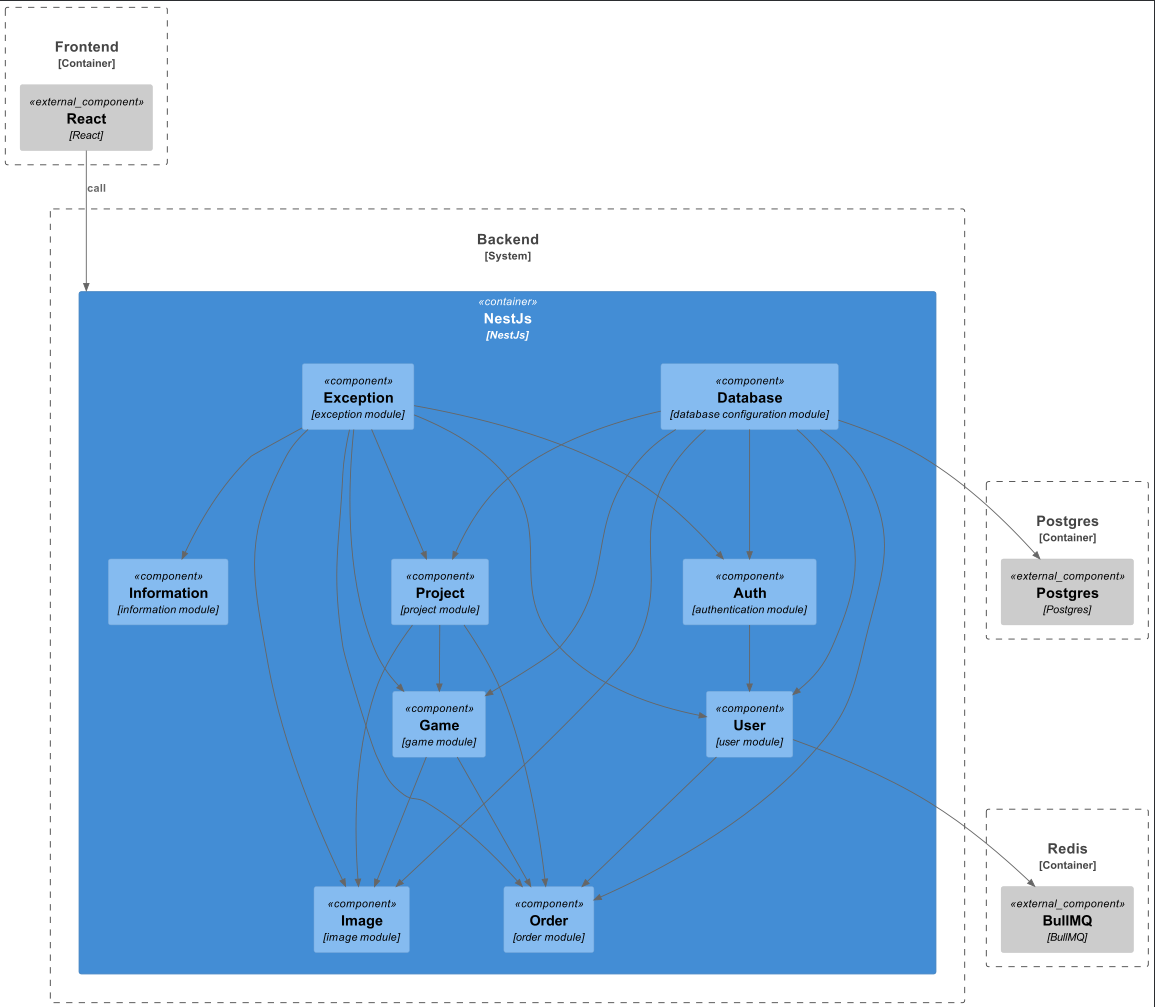 Frontend
[Container]
«external_component»
React
[React]
call
Backend
[System]
«container»
NestJs
[NestJs]
«component»
Exception
[exception module]
«component»
Database
[database configuration module]
Postgres
[Container]
«external_component»
Postgres
[Postgres]
«component»
Information
[information module]
«component»
Project
[project module]
«component»
Auth
[authentication module]
«component»
Game
[game module]
«component»
User
[user module]
Redis
[Container]
«external_component»
BullMQ
[BullMQ]
«component»
Image
[image module]
«component»
Order
[order module]